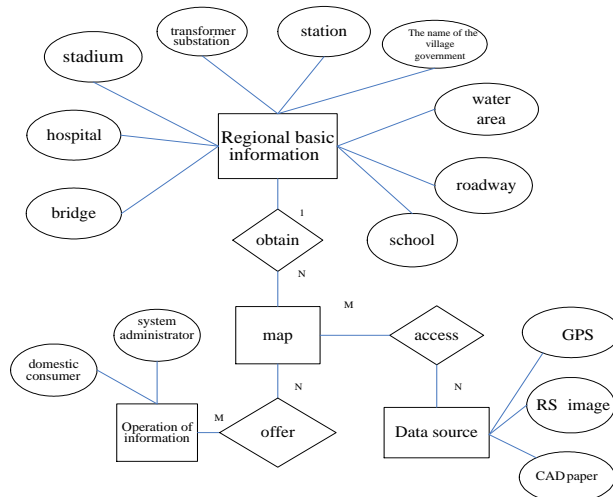 transformer
substation
station
The name of the
village
government
stadium
water
area
hospital
Regional basic
information
roadway
bridge
school
1
obtain
N
system
administrator
map
M
access
GPS
domestic
consumer
N
N
RS image
Operation of
information
M
offer
Data source
CAD paper